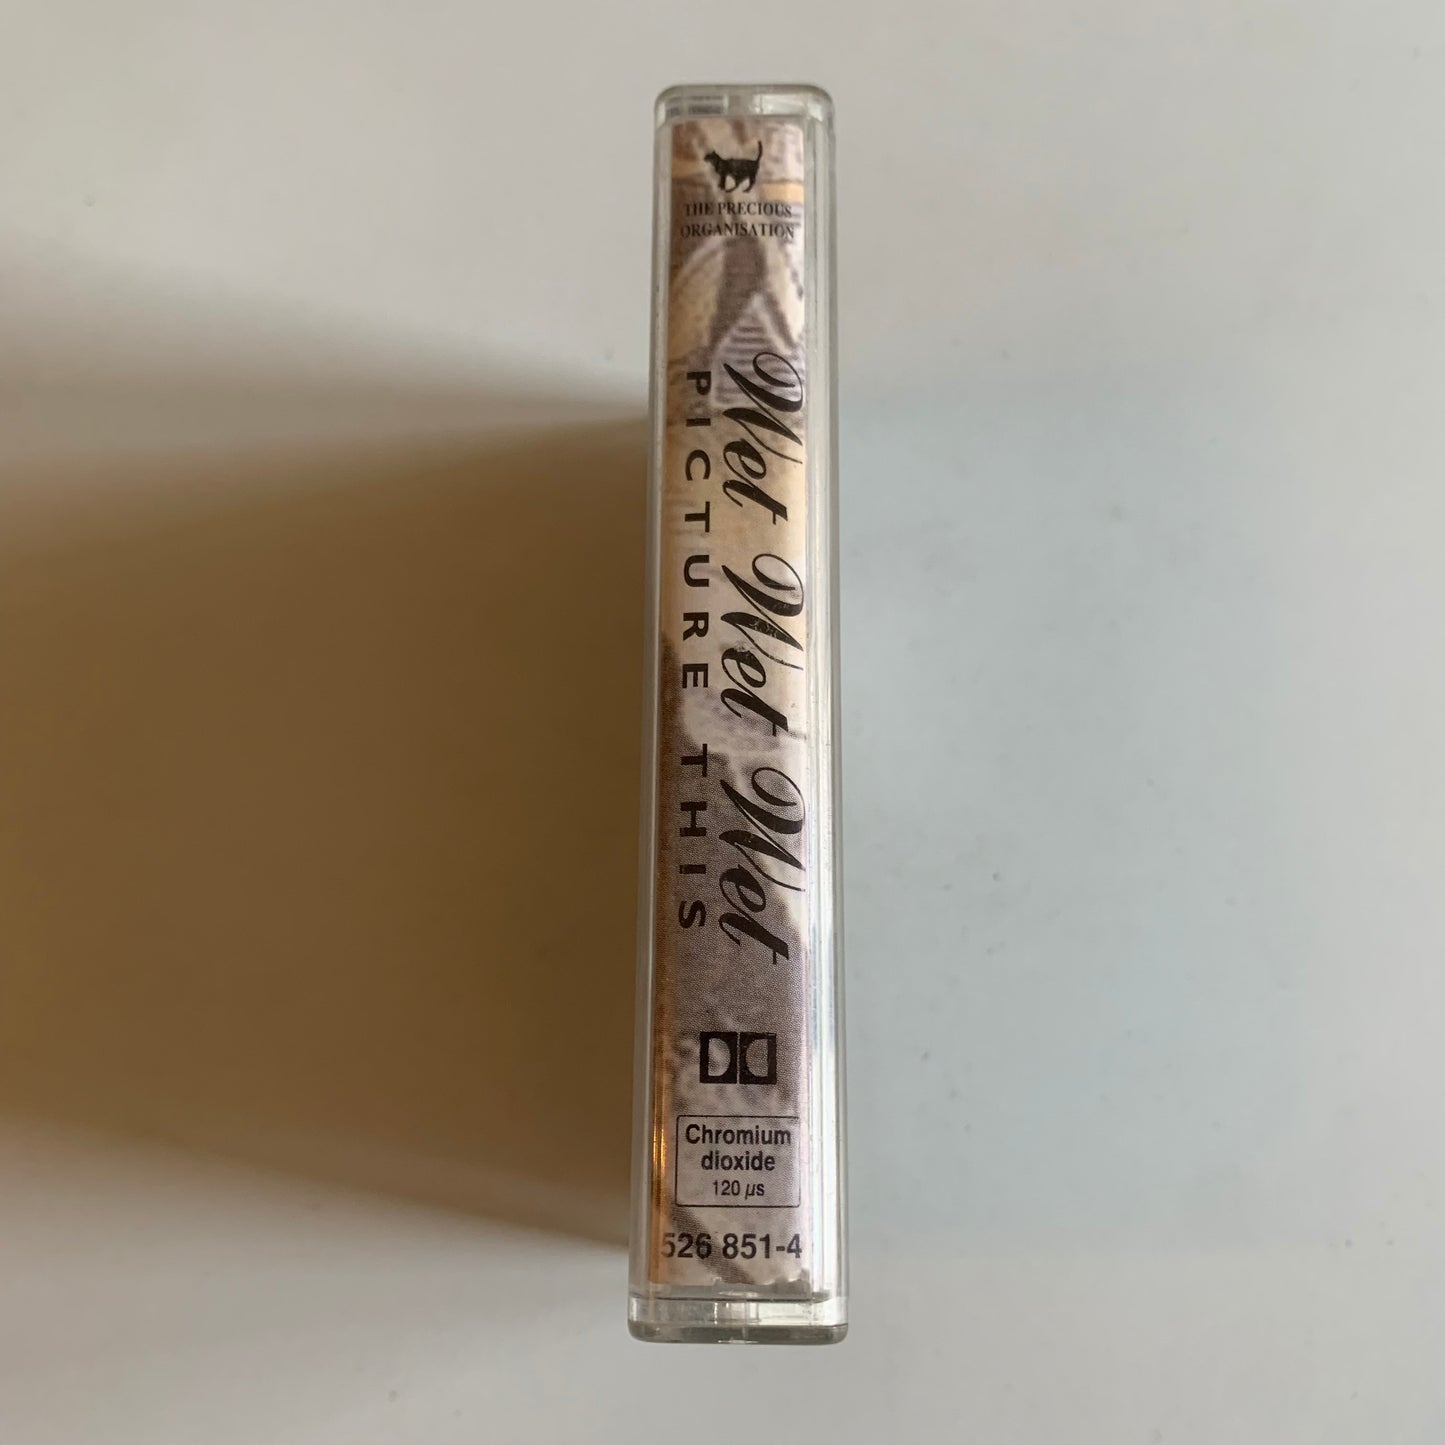 THE PRECIOUS
ORGANISATION
Wet Wet Wet
PICTURE THIS
Chromium
dioxide
120 µs
526 851-4